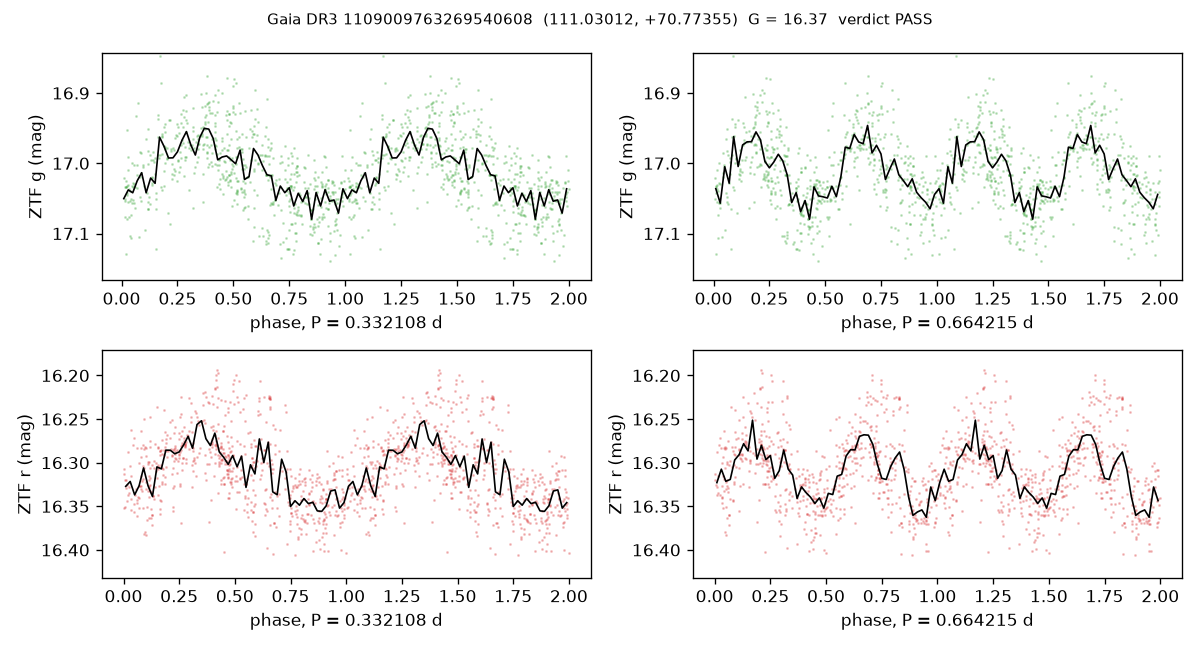 Gaia DR3 1109009763269540608 (111.03012, +70.77355) G = 16.37 verdict PASS
ZTF g (mag)
16.9
17.0
17.1
0.00 0.25 0.50 0.75 1.00 1.25 1.50 1.75 2.00
phase, P = 0.332108 d
ZTF g (mag)
16.9
17.0
17.1
0.00 0.25 0.50 0.75 1.00 1.25 1.50 1.75 2.00
phase, P = 0.664215 d
ZTF r (mag)
16.20
16.25
16.30
16.35
16.40
0.00 0.25 0.50 0.75 1.00 1.25 1.50 1.75 2.00
phase, P = 0.332108 d
ZTF r (mag)
16.20
16.25
16.30
16.35
16.40
0.00 0.25 0.50 0.75 1.00 1.25 1.50 1.75 2.00
phase, P = 0.664215 d